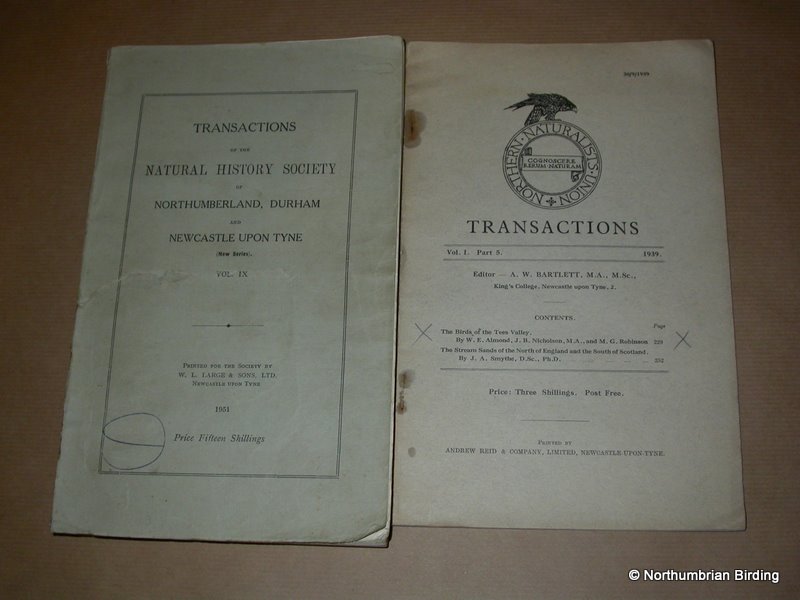 TRANSACTIONS
OF THE
NATURAL HISTORY SOCIETY
OF
NORTHUMBERLAND, DURHAM
AND
NEWCASTLE UPON TYNE
(New Series).
VOL. IX
PRINTED FOR THE SOCIETY BY
W. L. LARGE & SONS, LTD.
NEWCASTLE UPON TYNE
1951
Price Fifteen Shillings
30/9/1939
NORTHERN·NATURALISTS·UNION
COGNOSCERE
RERUM·NATURAM
TRANSACTIONS
Vol. 1. Part 5. 1939.
Editor — A. W. BARTLETT, M.A., M.Sc.,
King's College, Newcastle upon Tyne, 2.
CONTENTS.
Page
The Birds of the Tees Valley.
By W. E. Almond, J. B. Nicholson, M.A., and M. G. Robinson 229
The Stream Sands of the North of England and the South of Scotland.
By J. A. Smythe, D.Sc., Ph.D. 252
Price: Three Shillings. Post Free.
PRINTED BY
ANDREW REID & COMPANY, LIMITED, NEWCASTLE-UPON-TYNE.
© Northumbrian Birding